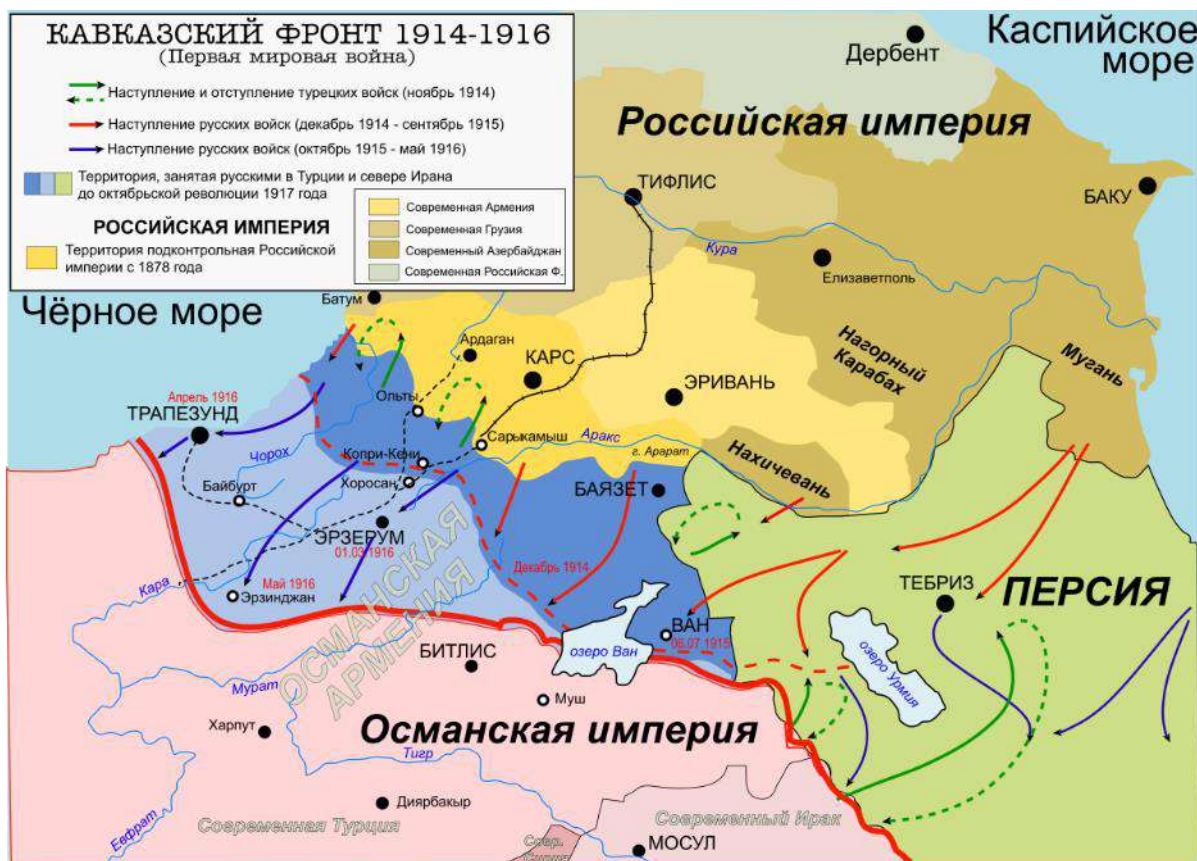 КАВКАЗСКИЙ ФРОНТ 1914-1916
(Первая мировая война)
Наступление и отступление турецких войск (ноябрь 1914)
Наступление русских войск (декабрь 1914 - сентябрь 1915)
Наступление русских войск (октябрь 1915 - май 1916)
Территория, занятая русскими в Турции и севере Ирана
до октябрьской революции 1917 года
РОССИЙСКАЯ ИМПЕРИЯ
Территория подконтрольная Российской
империи с 1878 года
Современная Армения
Современная Грузия
Современный Азербайджан
Современная Российская Ф.
Каспийское
море
Дербент
Российская империя
ТИФЛИС
БАКУ
Кура
Елизаветполь
Чёрное море
Батум
Ардаган
КАРС
Нагорный
Карабах
Мугань
ЭРИВАНЬ
Апрель 1916
ТРАПЕЗУНД
Ольты
Сарыкамыш
Аракс
г. Арарат
Нахичевань
Чорох
Копри-Кени
Хоросан
Байбурт
БАЯЗЕТ
ЭРЗЕРУМ
01.03.1916
Декабрь 1914
Кара
Май 1916
Эрзинджан
ОСМАНСКАЯ
АРМЕНИЯ
ТЕБРИЗ
ПЕРСИЯ
ВАН
06.07.1915
озеро Ван
озеро Урмия
БИТЛИС
Мурат
Муш
Харпут
Османская империя
Тигр
Евфрат
Диярбакыр
Современная Турция
Современный Ирак
Совр.
МОСУЛ